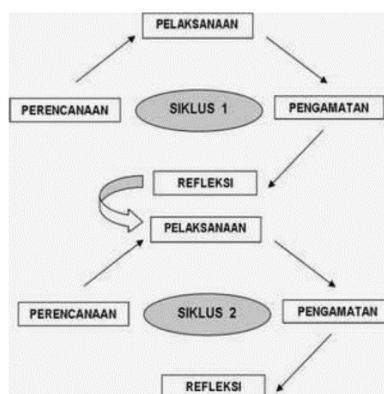 PELAKSANAAN
PERENCANAAN
SIKLUS 1
PENGAMATAN
REFLEKSI
PELAKSANAAN
PERENCANAAN
SIKLUS 2
PENGAMATAN
REFLEKSI